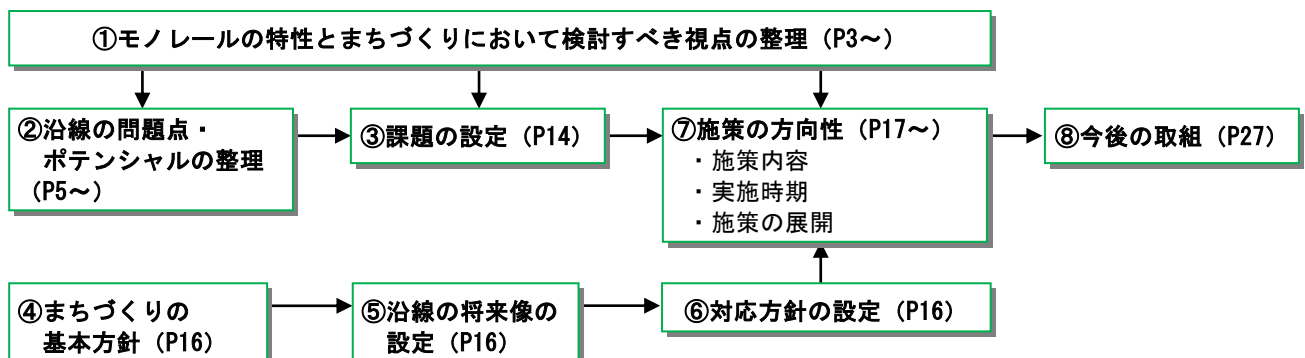 ①モノレールの特性とまちづくりにおいて検討すべき視点の整理（P3～）
②沿線の問題点・
ポテンシャルの整理
（P5～）
③課題の設定（P14）
⑦施策の方向性（P17～）
・施策内容
・実施時期
・施策の展開
⑧今後の取組（P27）
④まちづくりの
基本方針（P16）
⑤沿線の将来像の
設定（P16）
⑥対応方針の設定（P16）